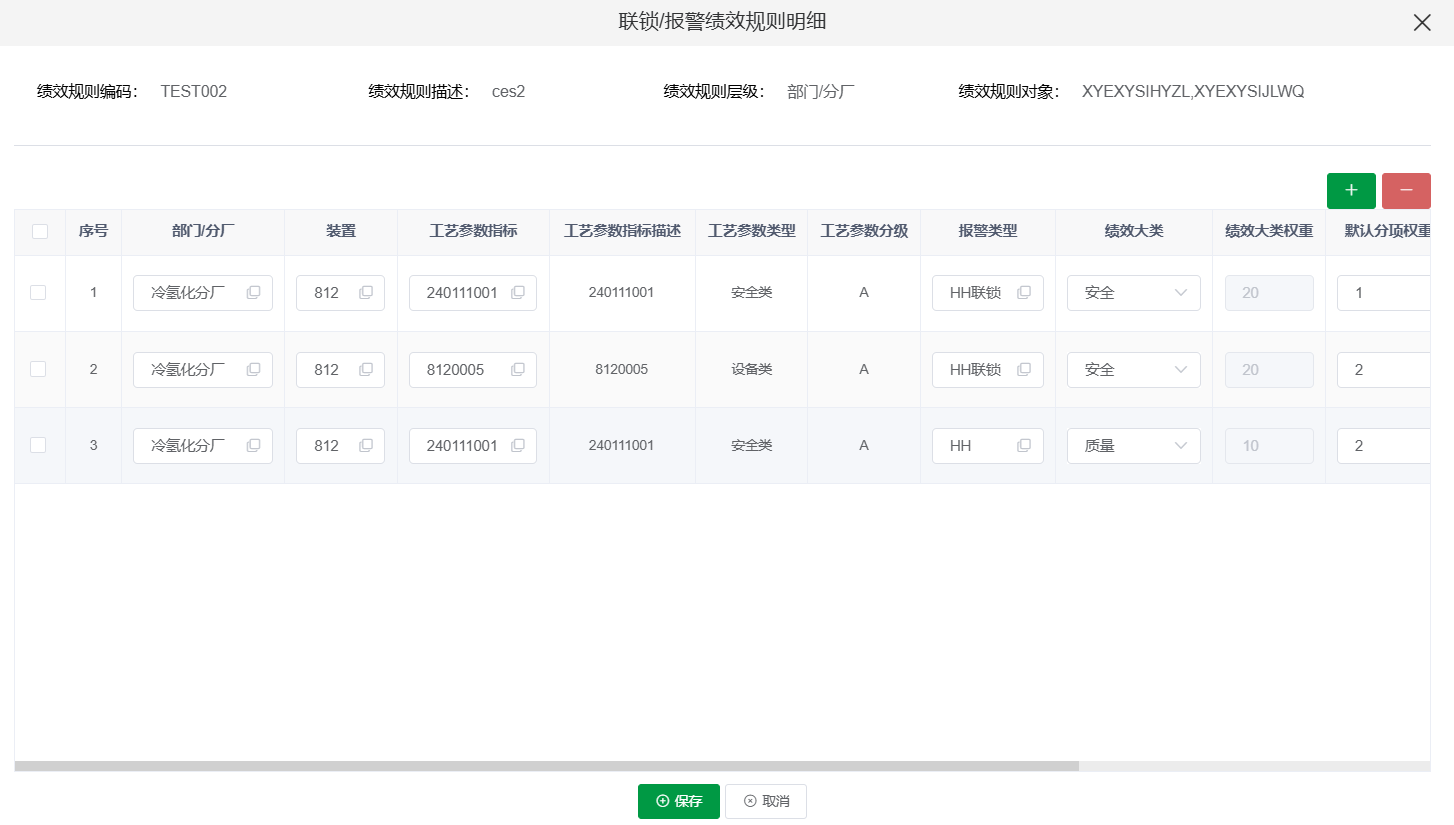 联锁/报警绩效规则明细
绩效规则编码： TEST002 绩效规则描述： ces2 绩效规则层级： 部门/分厂 绩效规则对象： XYEXYSIHYZL,XYEXYSIJLWQ
序号 部门/分厂 装置 工艺参数指标 工艺参数指标描述 工艺参数类型 工艺参数分级 报警类型 绩效大类 绩效大类权重 默认分项权重
1 冷氢化分厂 812 240111001 240111001 安全类 A HH联锁 安全 20 1
2 冷氢化分厂 812 8120005 8120005 设备类 A HH联锁 安全 20 2
3 冷氢化分厂 812 240111001 240111001 安全类 A HH 质量 10 2
保存 取消